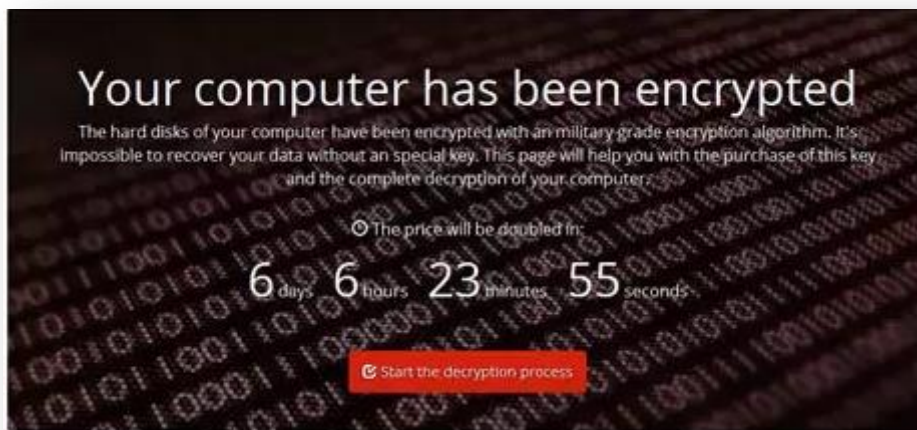 Your computer has been encrypted
The hard disks of your computer have been encrypted with an military grade encryption algorithm. It's
impossible to recover your data without an special key. This page will help you with the purchase of this key
and the complete decryption of your computer.
The price will be doubled in:
6 days 6 hours 23 minutes 55 seconds
Start the decryption process